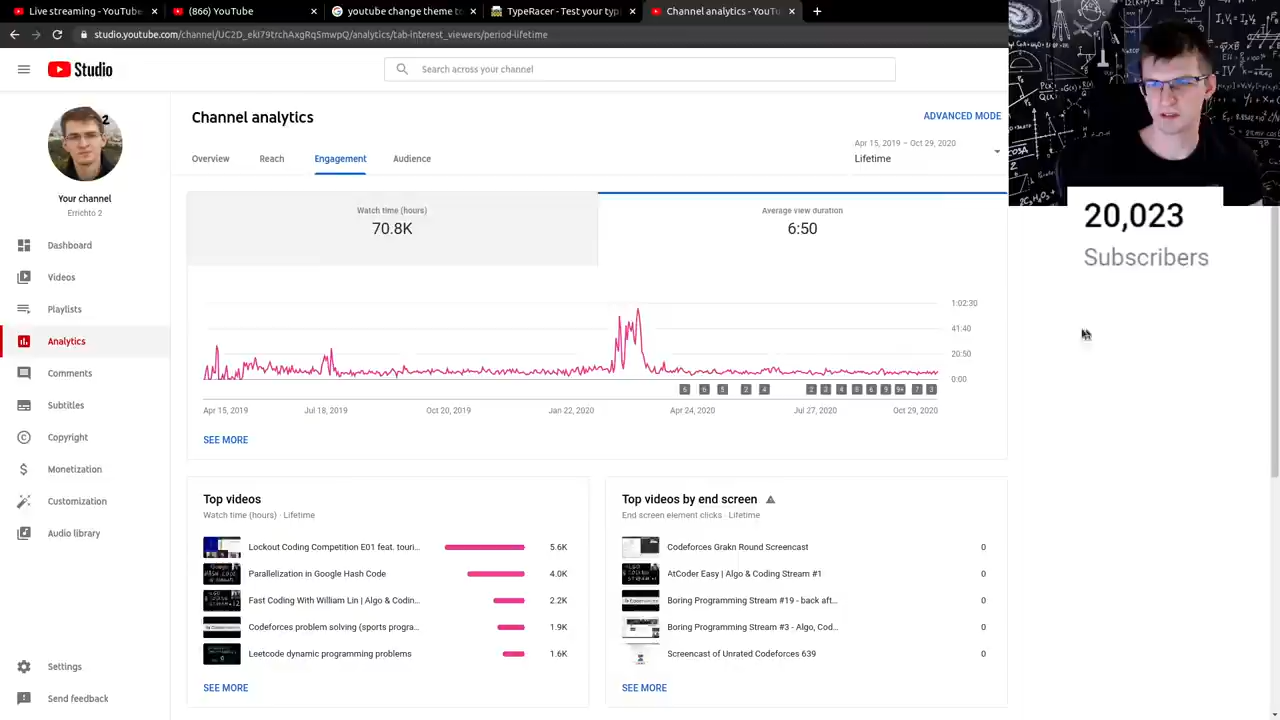 Live streaming - YouTube
(866) YouTube
youtube change theme to
TypeRacer - Test your typ
Channel analytics - YouTu
studio.youtube.com/channel/UC2D_ekI79trchAxgRq5mwpQ/analytics/tab-interest_viewers/period-lifetime
Studio
Search across your channel
2
Your channel
Errichto 2
Dashboard
Videos
Playlists
Analytics
Comments
Subtitles
Copyright
Monetization
Customization
Audio library
Settings
Send feedback
Channel analytics
ADVANCED MODE
Overview
Reach
Engagement
Audience
Apr 15, 2019 – Oct 29, 2020
Lifetime
Watch time (hours)
70.8K
Average view duration
6:50
1:02:30
41:40
20:50
0:00
Apr 15, 2019
Jul 18, 2019
Oct 20, 2019
Jan 22, 2020
Apr 24, 2020
Jul 27, 2020
Oct 29, 2020
SEE MORE
Top videos
Watch time (hours) · Lifetime
Lockout Coding Competition E01 feat. touri... 5.6K
Parallelization in Google Hash Code 4.0K
Fast Coding With William Lin | Algo & Codin... 2.2K
Codeforces problem solving (sports progra... 1.9K
Leetcode dynamic programming problems 1.6K
SEE MORE
Top videos by end screen
End screen element clicks · Lifetime
Codeforces Grakn Round Screencast 0
AtCoder Easy | Algo & Coding Stream #1 0
Boring Programming Stream #19 - back aft... 0
Boring Programming Stream #3 - Algo, Cod... 0
Screencast of Unrated Codeforces 639 0
SEE MORE
20,023
Subscribers